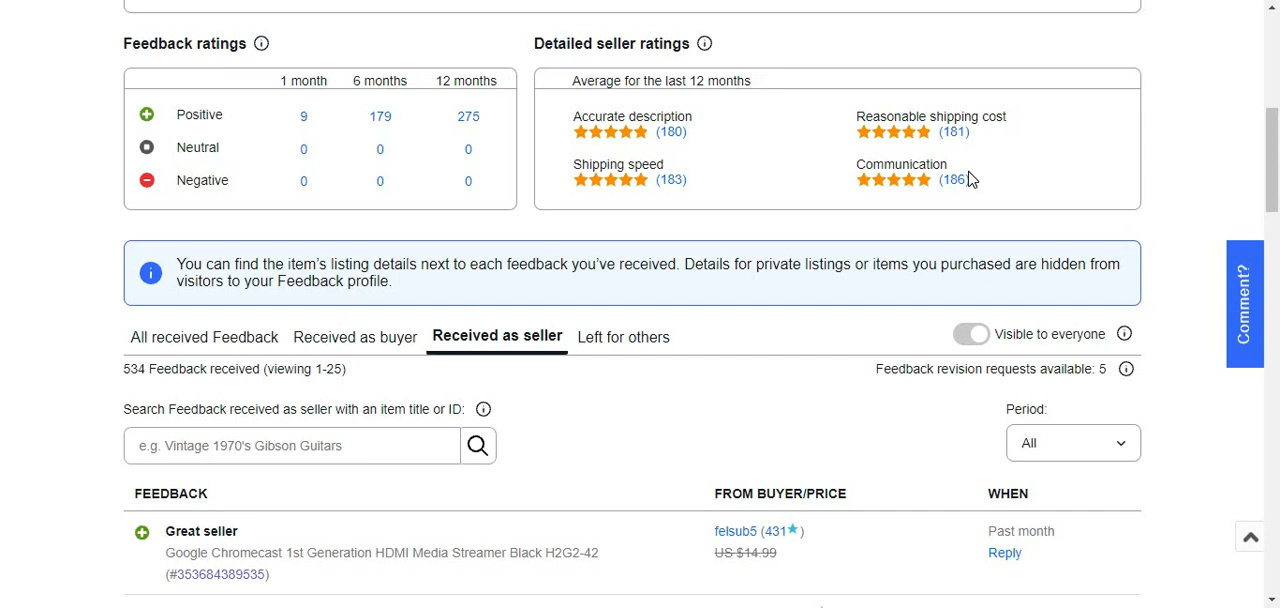 Feedback ratings
Detailed seller ratings
1 month 6 months 12 months
Positive 9 179 275
Neutral 0 0 0
Negative 0 0 0
Average for the last 12 months
Accurate description
(180)
Reasonable shipping cost
(181)
Shipping speed
(183)
Communication
(186)
You can find the item's listing details next to each feedback you've received. Details for private listings or items you purchased are hidden from
visitors to your Feedback profile.
Comment?
All received Feedback Received as buyer Received as seller Left for others
Visible to everyone
534 Feedback received (viewing 1-25)
Feedback revision requests available: 5
Search Feedback received as seller with an item title or ID:
Period:
e.g. Vintage 1970's Gibson Guitars
All
FEEDBACK FROM BUYER/PRICE WHEN
Great seller felsub5 (431) Past month
Google Chromecast 1st Generation HDMI Media Streamer Black H2G2-42 US $14.99 Reply
(#353684389535)